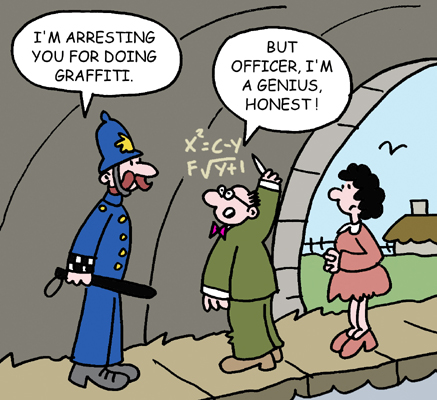 I'M ARRESTING
YOU FOR DOING
GRAFFITI.
BUT
OFFICER, I'M
A GENIUS,
HONEST!
X²=C-Y
F√Y+1